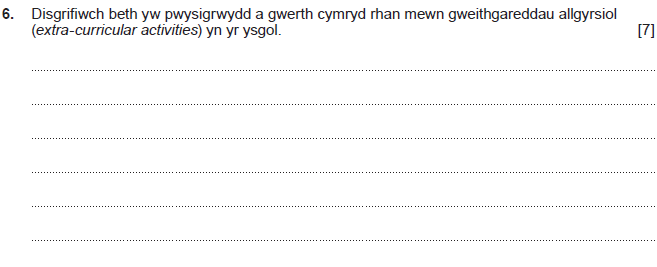 6. Disgrifiwch beth yw pwysigrwydd a gwerth cymryd rhan mewn gweithgareddau allgyrsiol
(extra-curricular activities) yn yr ysgol. [7]